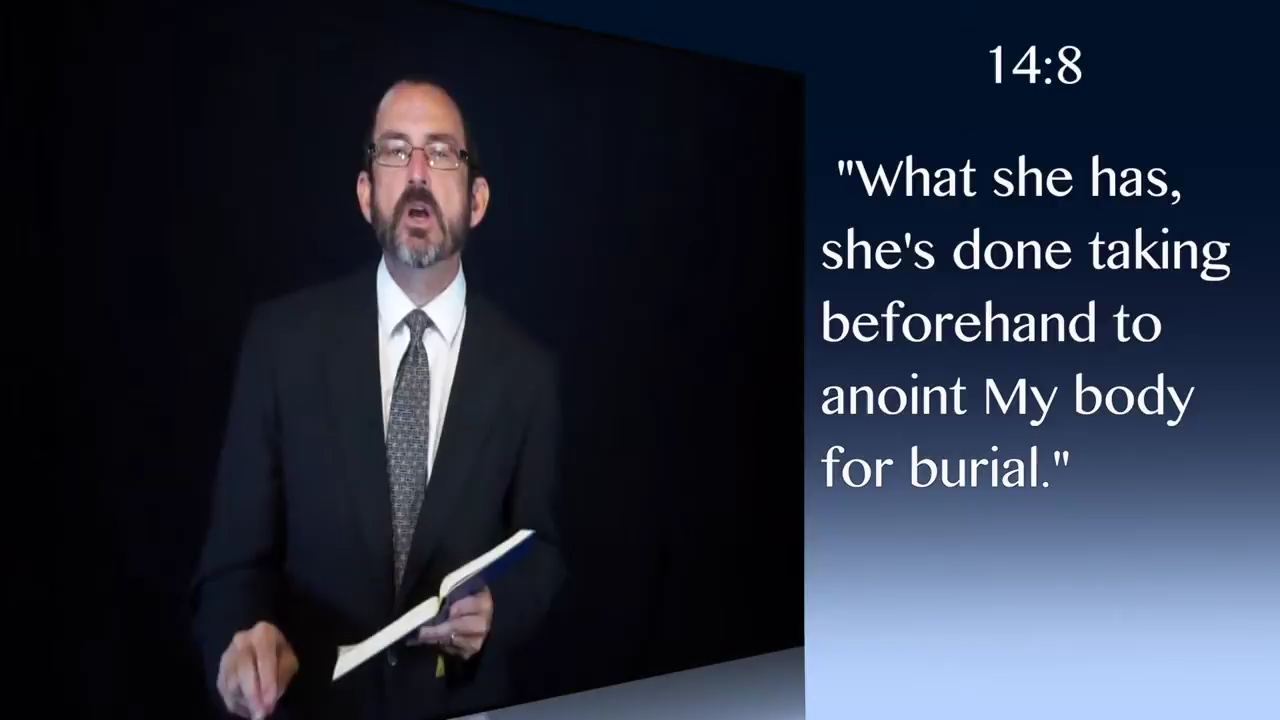 14:8
"What she has,
she's done taking
beforehand to
anoint My body
for burial."